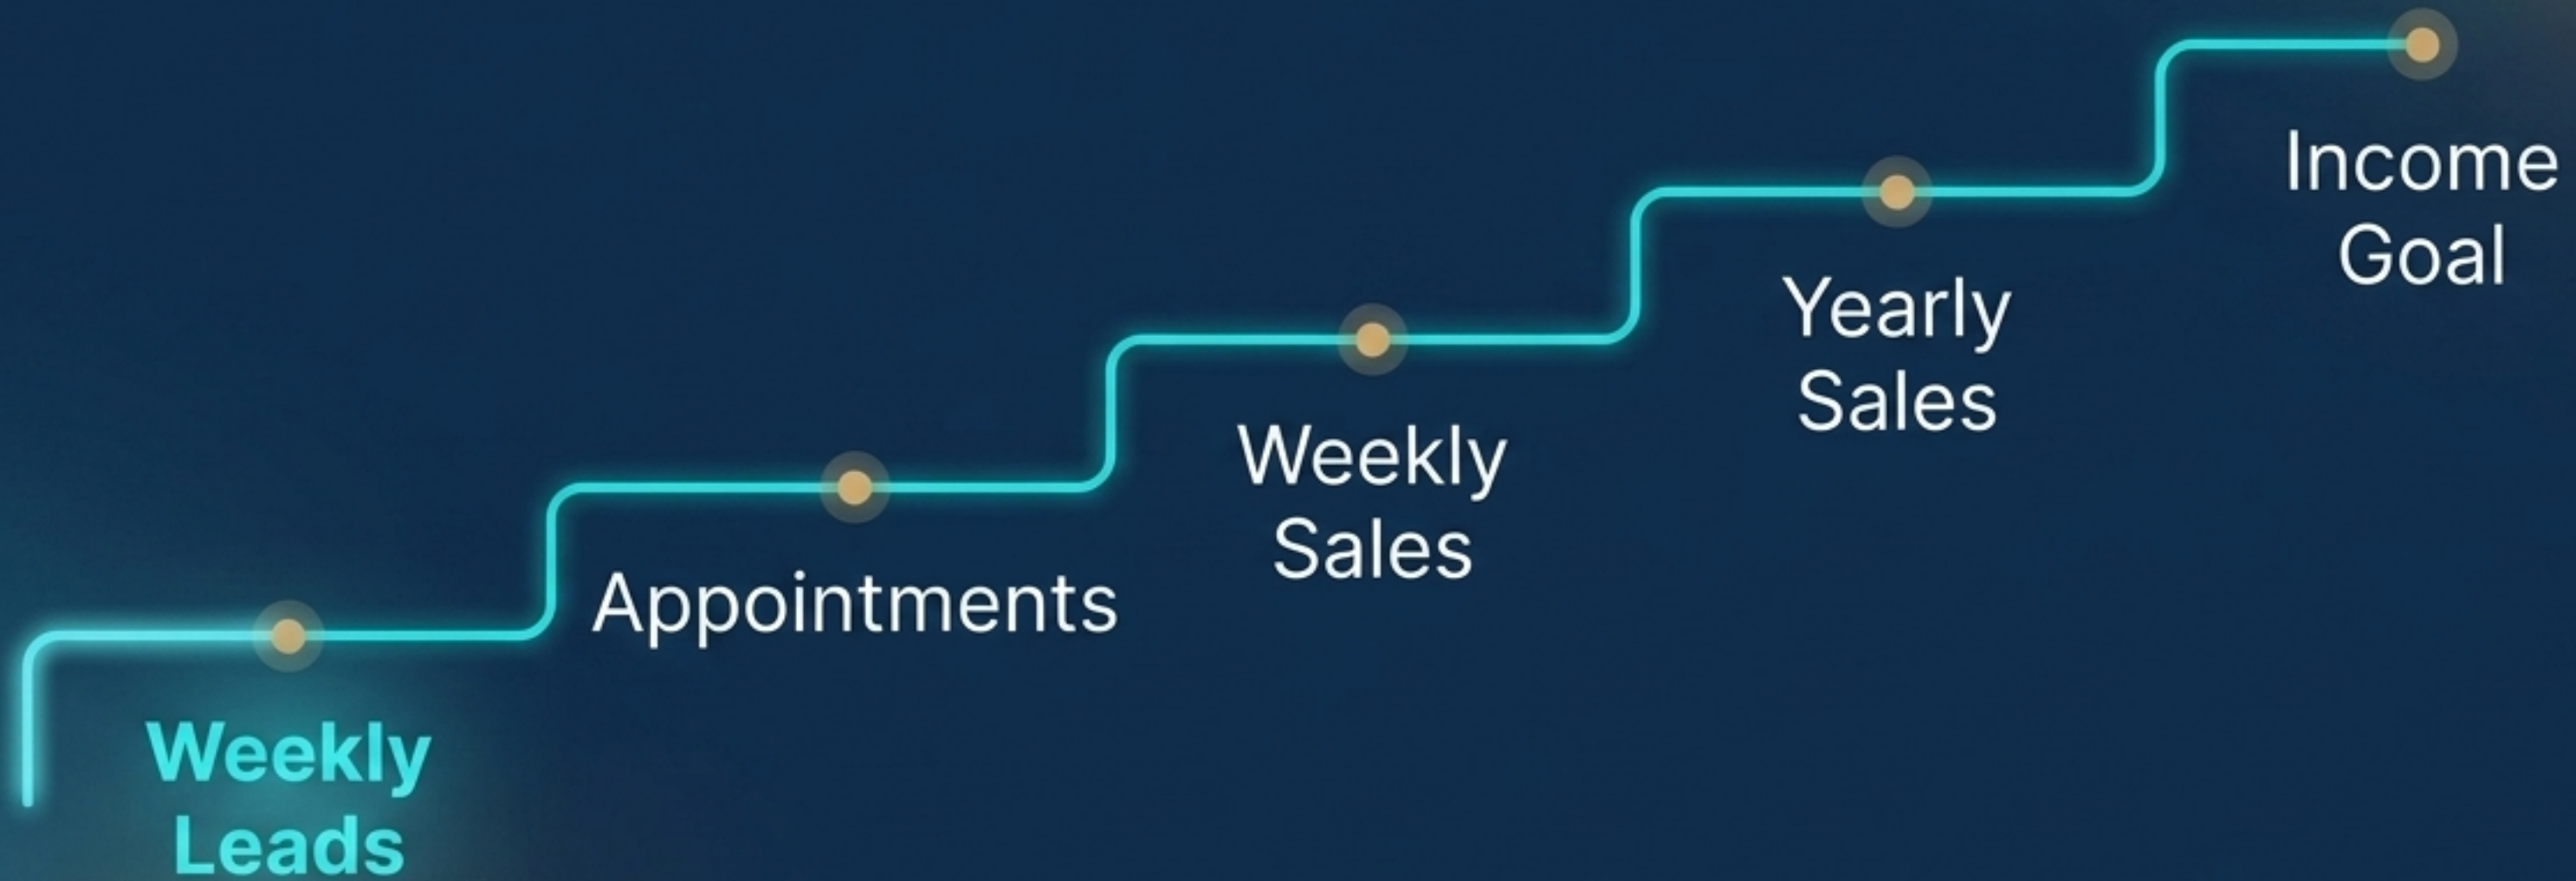 Income
Goal
Yearly
Sales
Weekly
Sales
Appointments
Weekly
Leads